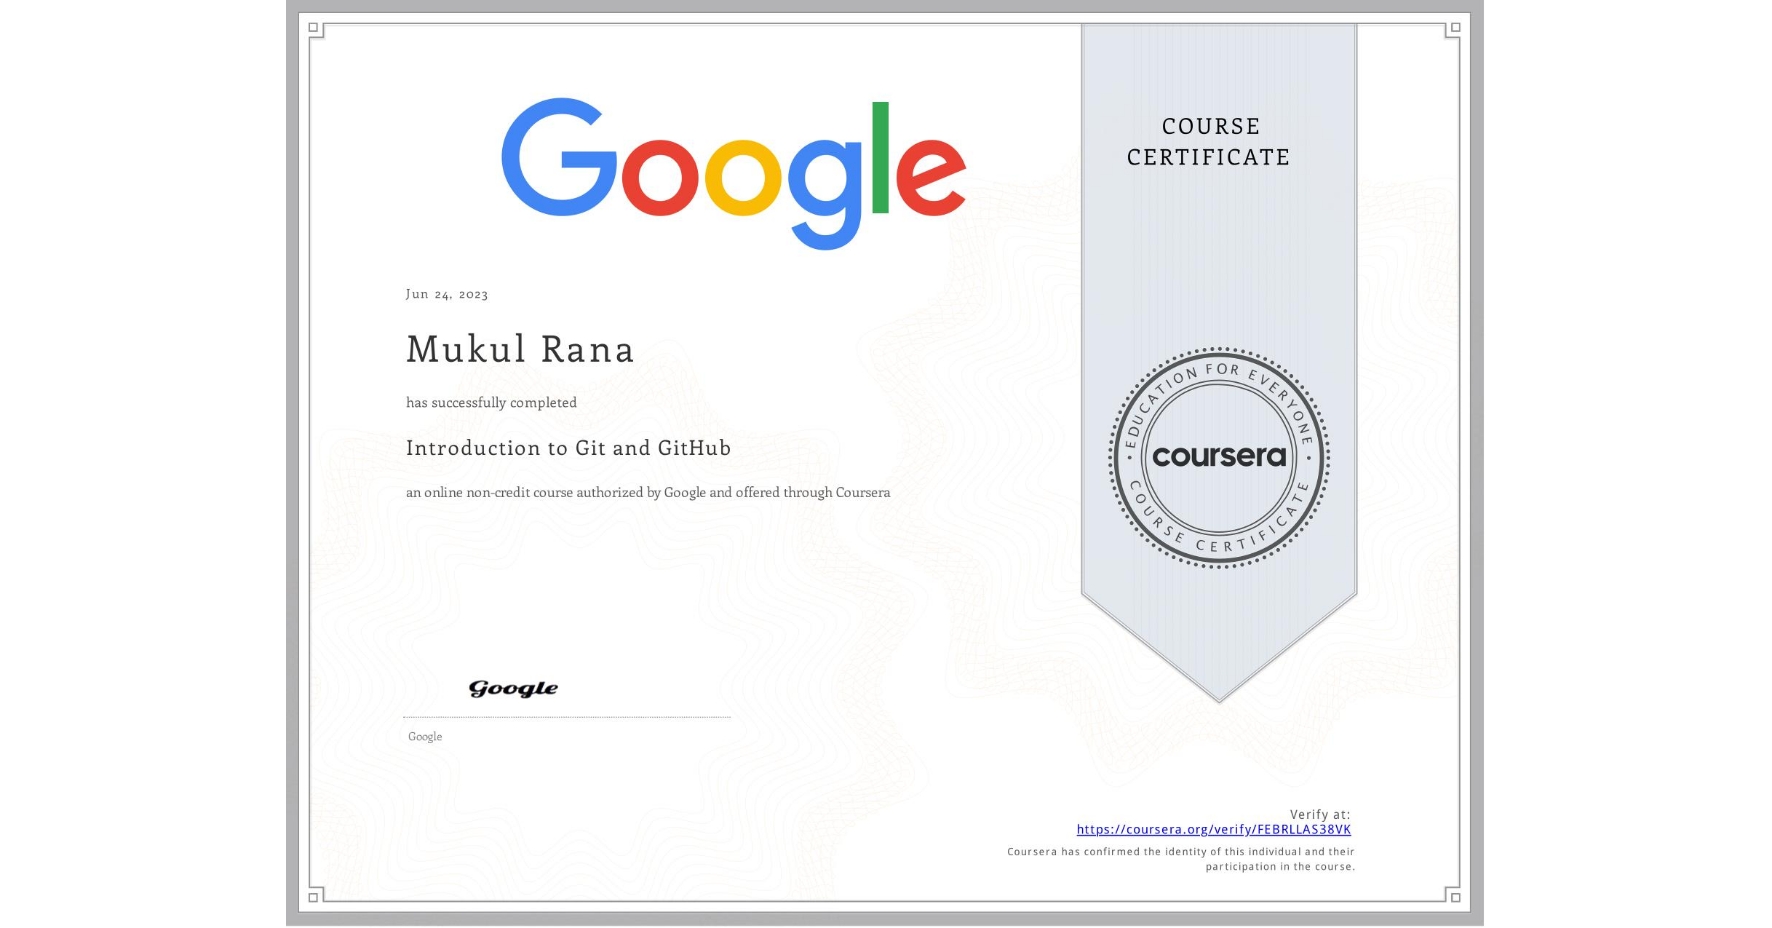 Google
COURSE
CERTIFICATE
Jun 24, 2023
Mukul Rana
has successfully completed
Introduction to Git and GitHub
an online non-credit course authorized by Google and offered through Coursera
EDUCATION FOR EVERYONE
coursera
COURSE CERTIFICATE
Google
Google
Verify at:
https://coursera.org/verify/FEBRLLAS38VK
Coursera has confirmed the identity of this individual and their
participation in the course.